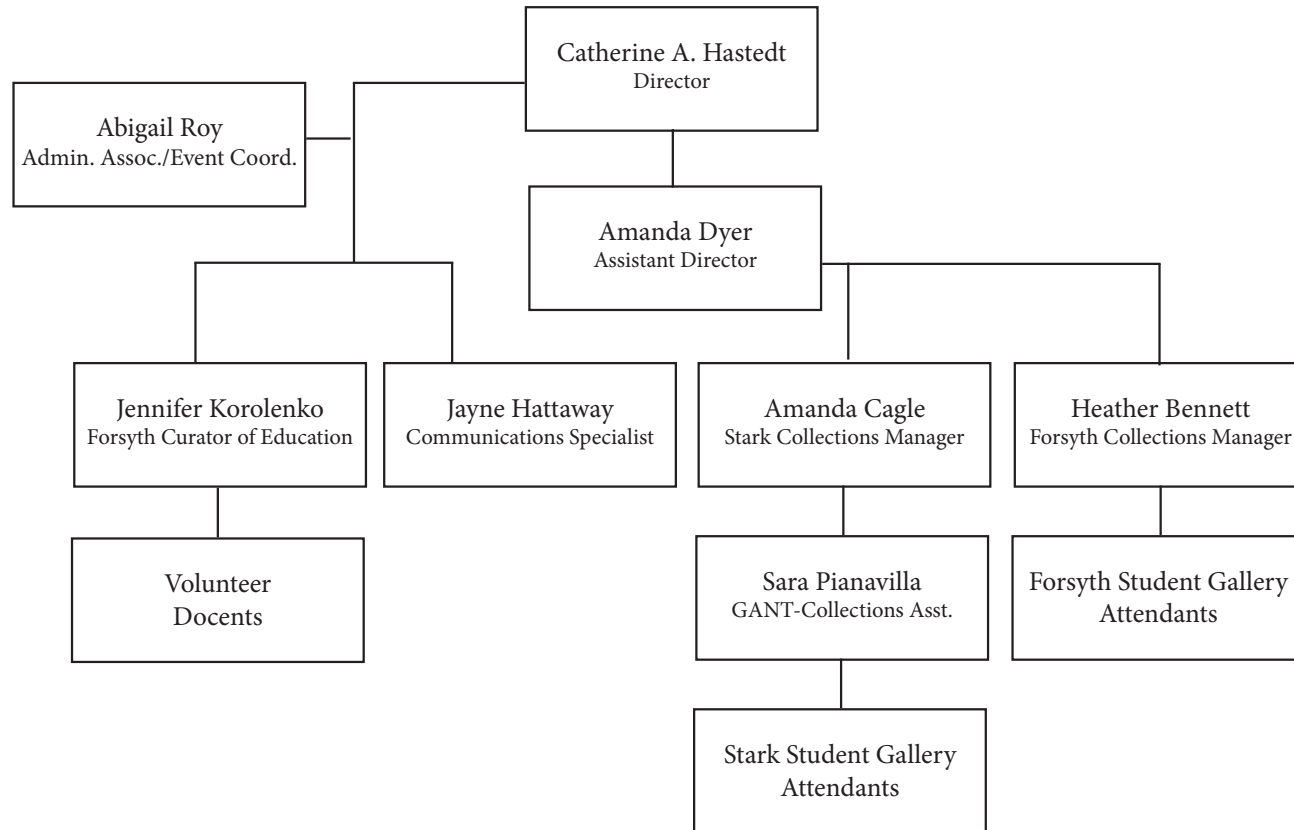 Catherine A. Hastedt
Director
Abigail Roy
Admin. Assoc./Event Coord.
Amanda Dyer
Assistant Director
Jennifer Korolenko
Forsyth Curator of Education
Jayne Hattaway
Communications Specialist
Amanda Cagle
Stark Collections Manager
Heather Bennett
Forsyth Collections Manager
Volunteer
Docents
Sara Pianavilla
GANT-Collections Asst.
Forsyth Student Gallery
Attendants
Stark Student Gallery
Attendants